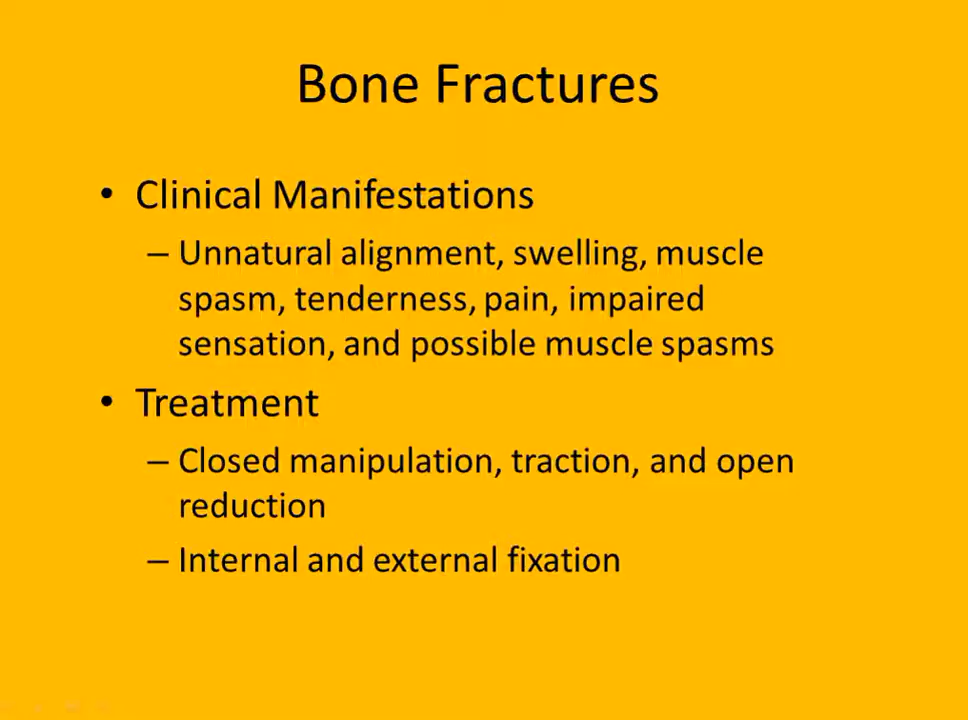 Bone Fractures
• Clinical Manifestations
– Unnatural alignment, swelling, muscle
spasm, tenderness, pain, impaired
sensation, and possible muscle spasms
• Treatment
– Closed manipulation, traction, and open
reduction
– Internal and external fixation